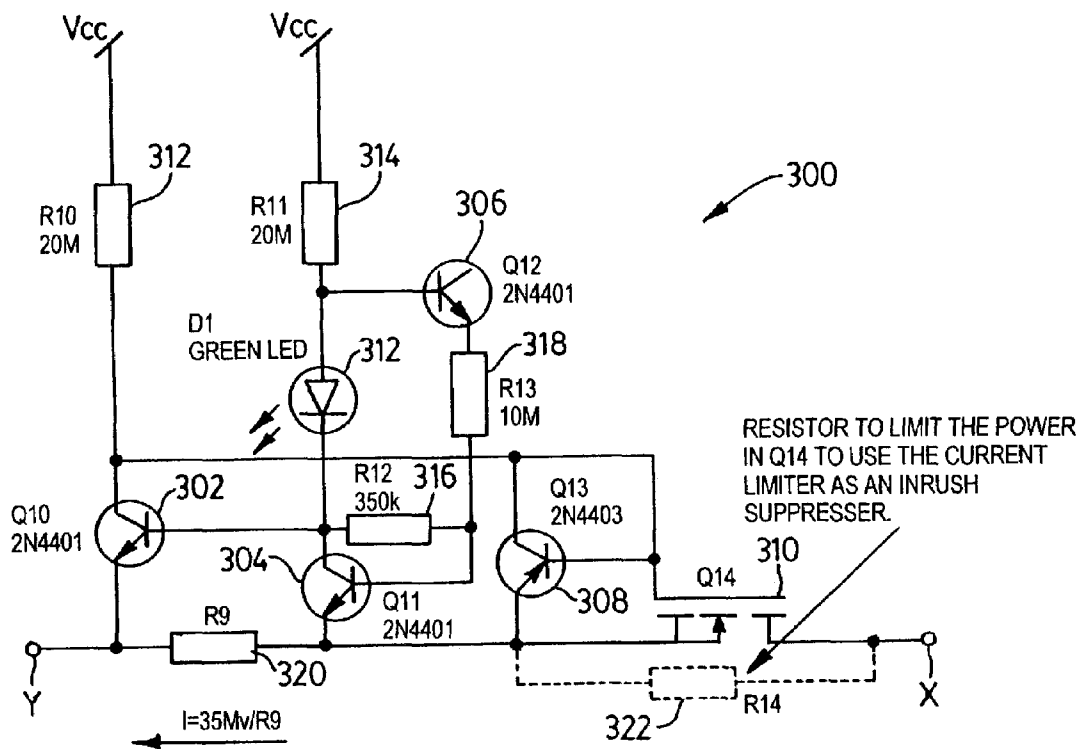 Vcc
Vcc
312
314
300
R10
20M
R11
20M
306
Q12
2N4401
D1
GREEN LED
312
318
R13
10M
RESISTOR TO LIMIT THE POWER
IN Q14 TO USE THE CURRENT
LIMITER AS AN INRUSH
SUPPRESSER.
302
R12
350k
316
Q13
2N4403
Q10
2N4401
304
Q14
310
308
R9
Q11
2N4401
Y
320
X
322
R14
I=35Mv/R9